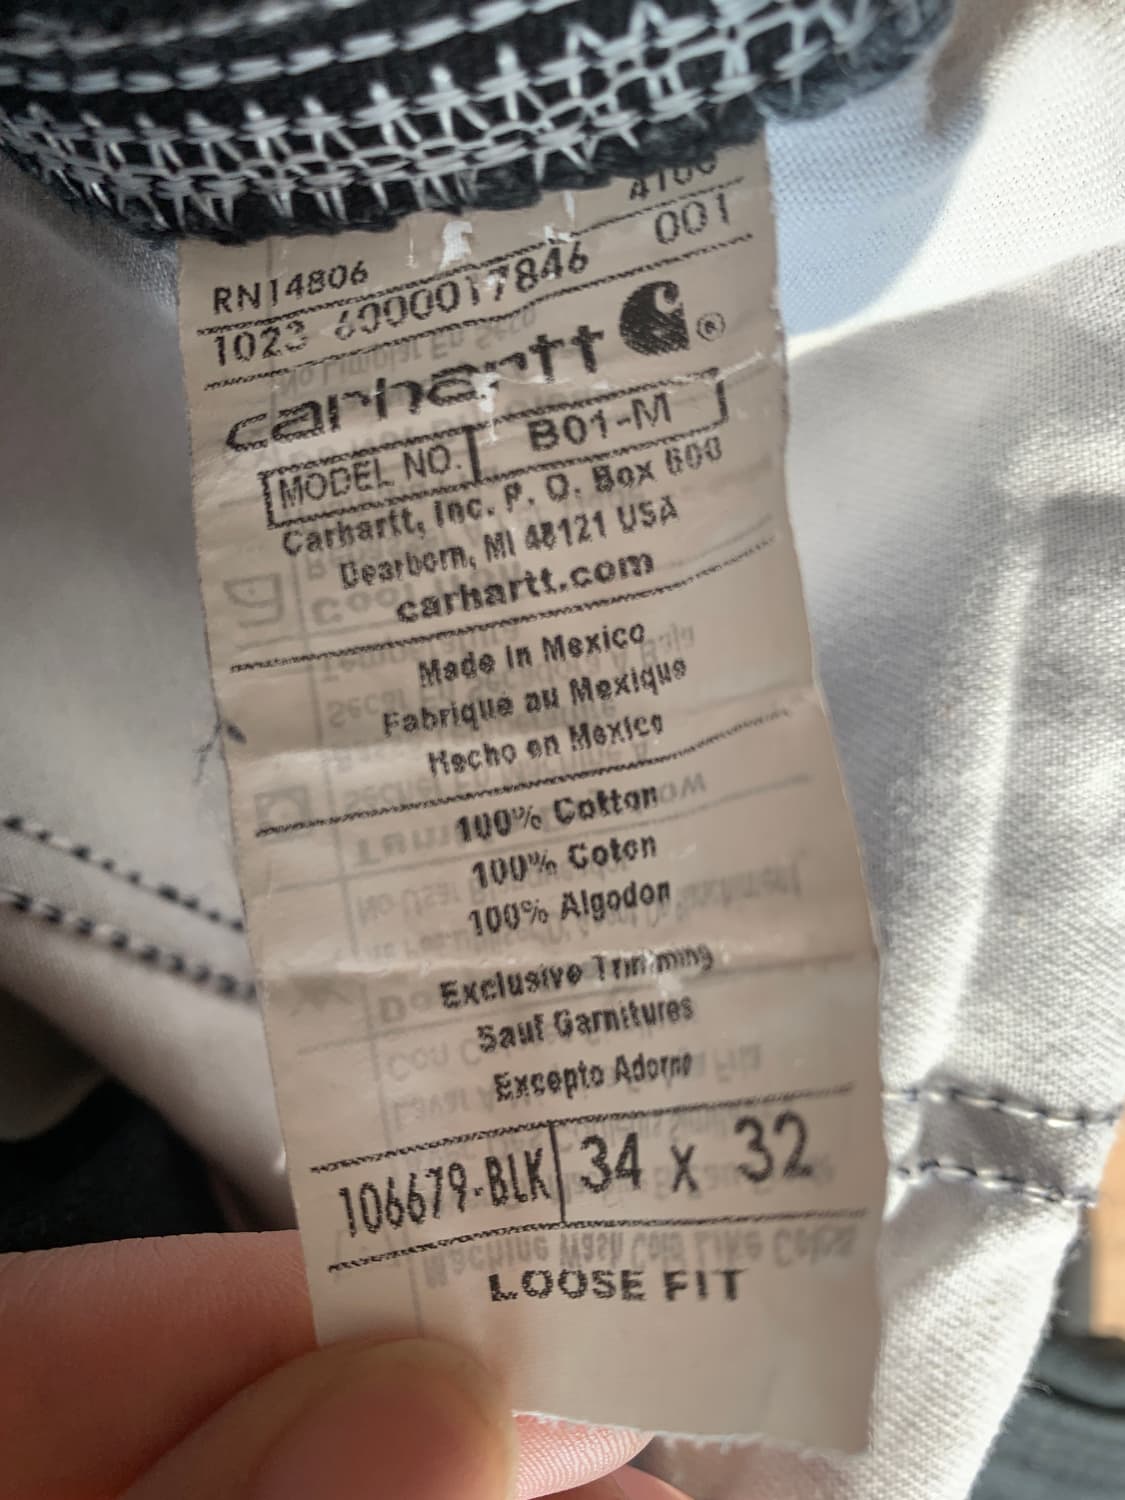 RN14806
001
carhartt ®
MODEL NO. B01-M
Carhartt, Inc. P. O. Box 600
Dearborn, MI 48121 USA
carhartt.com
Made in Mexico
Fabriqué au Mexique
Hecho en Mexico
100% Cotton
100% Coton
100% Algodon
Exclusive Trimming
Sauf Garnitures
Excepto Adorno
106679-BLK 34 x 32
LOOSE FIT